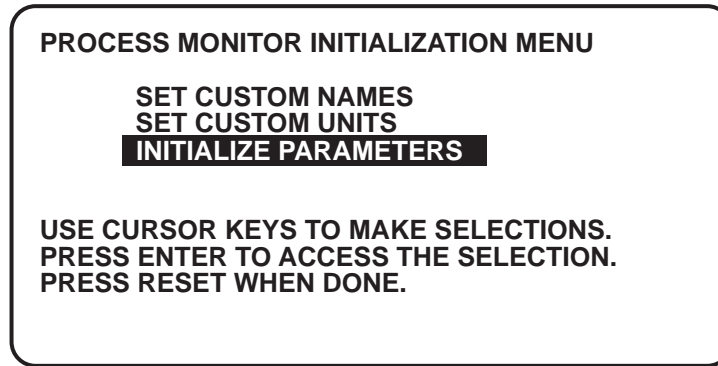 PROCESS MONITOR INITIALIZATION MENU
SET CUSTOM NAMES
SET CUSTOM UNITS
INITIALIZE PARAMETERS
USE CURSOR KEYS TO MAKE SELECTIONS.
PRESS ENTER TO ACCESS THE SELECTION.
PRESS RESET WHEN DONE.